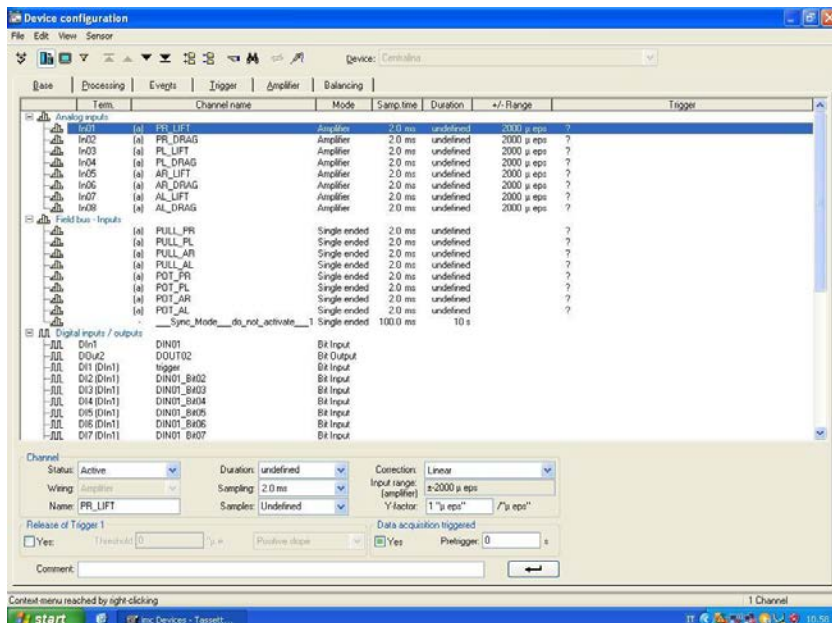 Device configuration
File Edit View Sensor
Device: Centralina
Base Processing Events Trigger Amplifier Balancing
Term. Channel name Mode Samp.time Duration +/- Range Trigger
Analog inputs
In01 (a) PR_LIFT Amplifier 2.0 ms undefined 2000 µ eps ?
In02 (a) PR_DRAG Amplifier 2.0 ms undefined 2000 µ eps ?
In03 (a) PL_LIFT Amplifier 2.0 ms undefined 2000 µ eps ?
In04 (a) PL_DRAG Amplifier 2.0 ms undefined 2000 µ eps ?
In05 (a) AR_LIFT Amplifier 2.0 ms undefined 2000 µ eps ?
In06 (a) AR_DRAG Amplifier 2.0 ms undefined 2000 µ eps ?
In07 (a) AL_LIFT Amplifier 2.0 ms undefined 2000 µ eps ?
In08 (a) AL_DRAG Amplifier 2.0 ms undefined 2000 µ eps ?
Field bus - Inputs
(a) PULL_PR Single ended 2.0 ms undefined ?
(a) PULL_PL Single ended 2.0 ms undefined ?
(a) PULL_AR Single ended 2.0 ms undefined ?
(a) PULL_AL Single ended 2.0 ms undefined ?
(a) POT_PR Single ended 2.0 ms undefined ?
(a) POT_PL Single ended 2.0 ms undefined ?
(a) POT_AR Single ended 2.0 ms undefined ?
(a) POT_AL Single ended 2.0 ms undefined ?
- ___Sync_Mode___do_not_activate___1 Single ended 100.0 ms 10 s
Digital inputs / outputs
DIn1 DIN01 Bit Input
DOut2 DOUT02 Bit Output
DI1 (DIn1) trigger Bit Input
DI2 (DIn1) DIN01_Bit02 Bit Input
DI3 (DIn1) DIN01_Bit03 Bit Input
DI4 (DIn1) DIN01_Bit04 Bit Input
DI5 (DIn1) DIN01_Bit05 Bit Input
DI6 (DIn1) DIN01_Bit06 Bit Input
DI7 (DIn1) DIN01_Bit07 Bit Input
Channel
Status: Active Duration: undefined Correction: Linear
Wiring: Amplifier Sampling: 2.0 ms Input range: (amplifier) ±2000 µ eps
Name: PR_LIFT Samples: Undefined Y-factor: 1 "µ eps" /"µ eps"
Release of Trigger 1 Data acquisition triggered
Yes: Threshold: 0 "µ e Positive slope Yes Pretrigger: 0 s
Comment:
Context-menu reached by right-clicking 1 Channel
start imc Devices - Tassett... IT 10.50